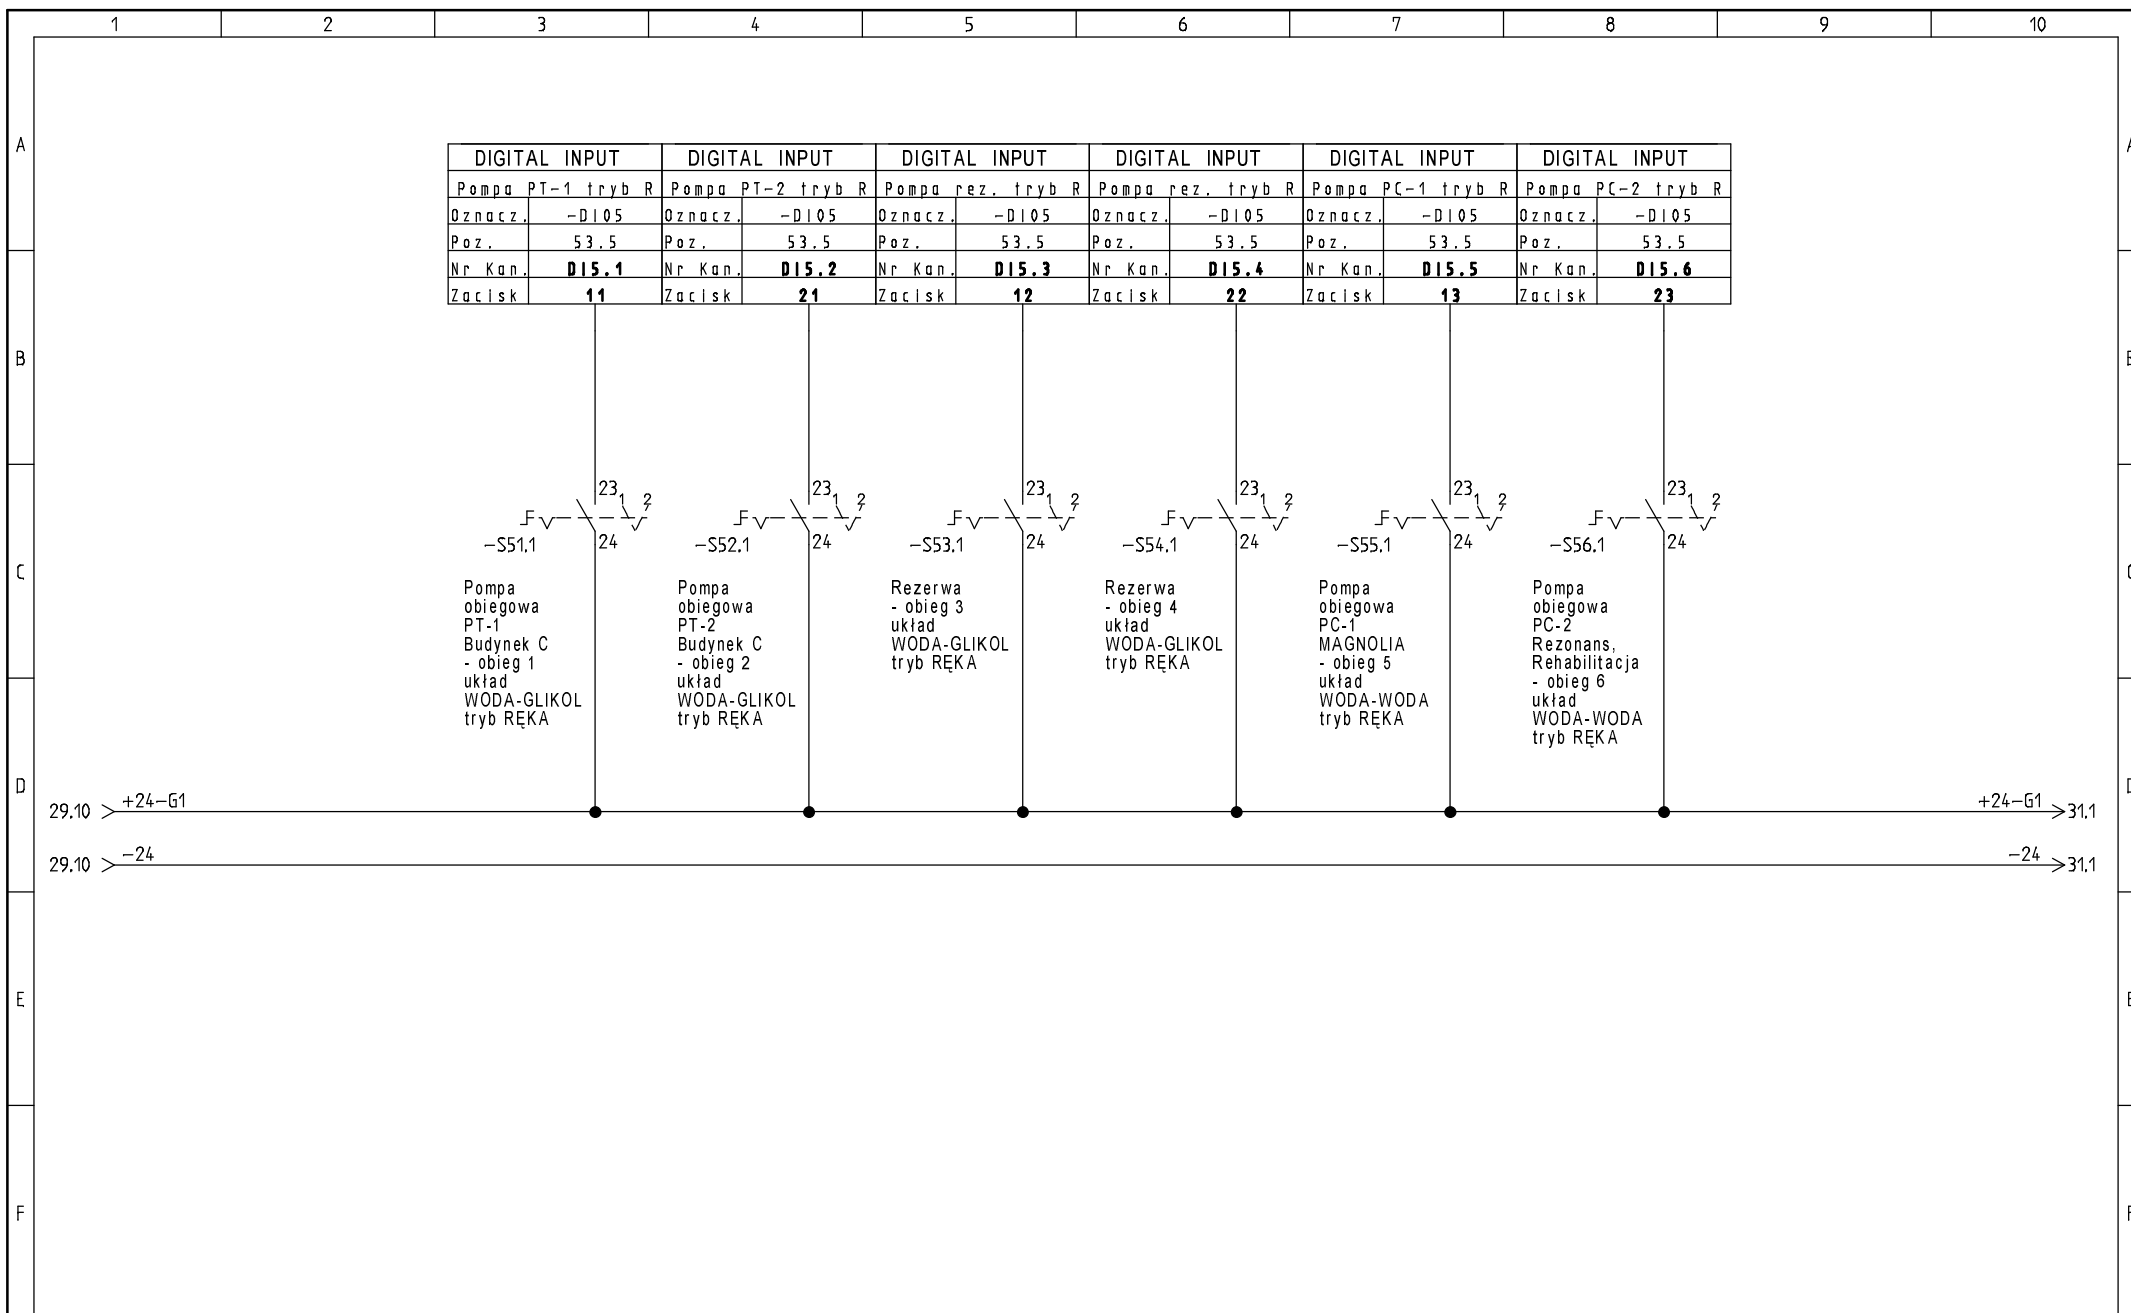 1 2 3 4 5 6 7 8 9 10
A
DIGITAL INPUT DIGITAL INPUT DIGITAL INPUT DIGITAL INPUT DIGITAL INPUT DIGITAL INPUT
Pompa PT-1 tryb R Pompa PT-2 tryb R Pompa rez. tryb R Pompa rez. tryb R Pompa PC-1 tryb R Pompa PC-2 tryb R
Oznacz. -DI05 Oznacz. -DI05 Oznacz. -DI05 Oznacz. -DI05 Oznacz. -DI05 Oznacz. -DI05
Poz. 53.5 Poz. 53.5 Poz. 53.5 Poz. 53.5 Poz. 53.5 Poz. 53.5
Nr Kan. DI5.1 Nr Kan. DI5.2 Nr Kan. DI5.3 Nr Kan. DI5.4 Nr Kan. DI5.5 Nr Kan. DI5.6
Zacisk 11 Zacisk 21 Zacisk 12 Zacisk 22 Zacisk 13 Zacisk 23
B
23 1 2 23 1 2 23 1 2 23 1 2 23 1 2 23 1 2
-S51.1 24 -S52.1 24 -S53.1 24 -S54.1 24 -S55.1 24 -S56.1 24
C
Pompa
obiegowa
PT-1
Budynek C
- obieg 1
układ
WODA-GLIKOL
tryb RĘKA
Pompa
obiegowa
PT-2
Budynek C
- obieg 2
układ
WODA-GLIKOL
tryb RĘKA
Rezerwa
- obieg 3
układ
WODA-GLIKOL
tryb RĘKA
Rezerwa
- obieg 4
układ
WODA-GLIKOL
tryb RĘKA
Pompa
obiegowa
PC-1
MAGNOLIA
- obieg 5
układ
WODA-WODA
tryb RĘKA
Pompa
obiegowa
PC-2
Rezonans,
Rehabilitacja
- obieg 6
układ
WODA-WODA
tryb RĘKA
D
29.10 +24-G1 +24-G1 31.1
29.10 -24 -24 31.1
E
F